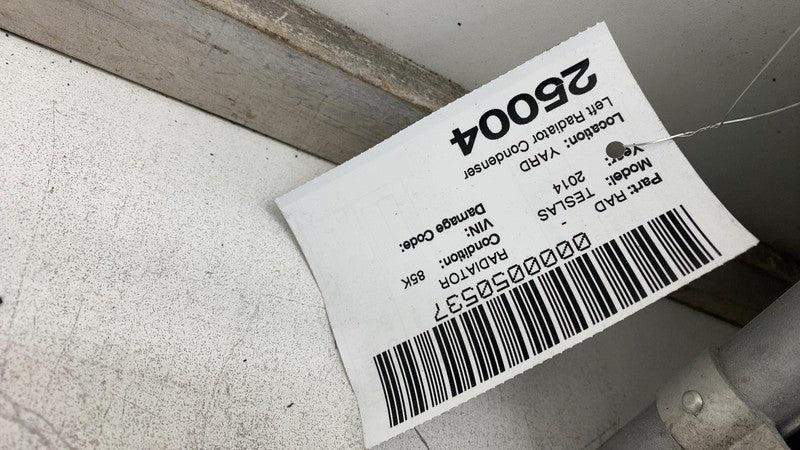 0000050537
Part: RAD - RADIATOR 85K
Model: TESLAS Condition:
Year: 2014 VIN:
Location: YARD Damage Code:
Left Radiator Condenser
25004